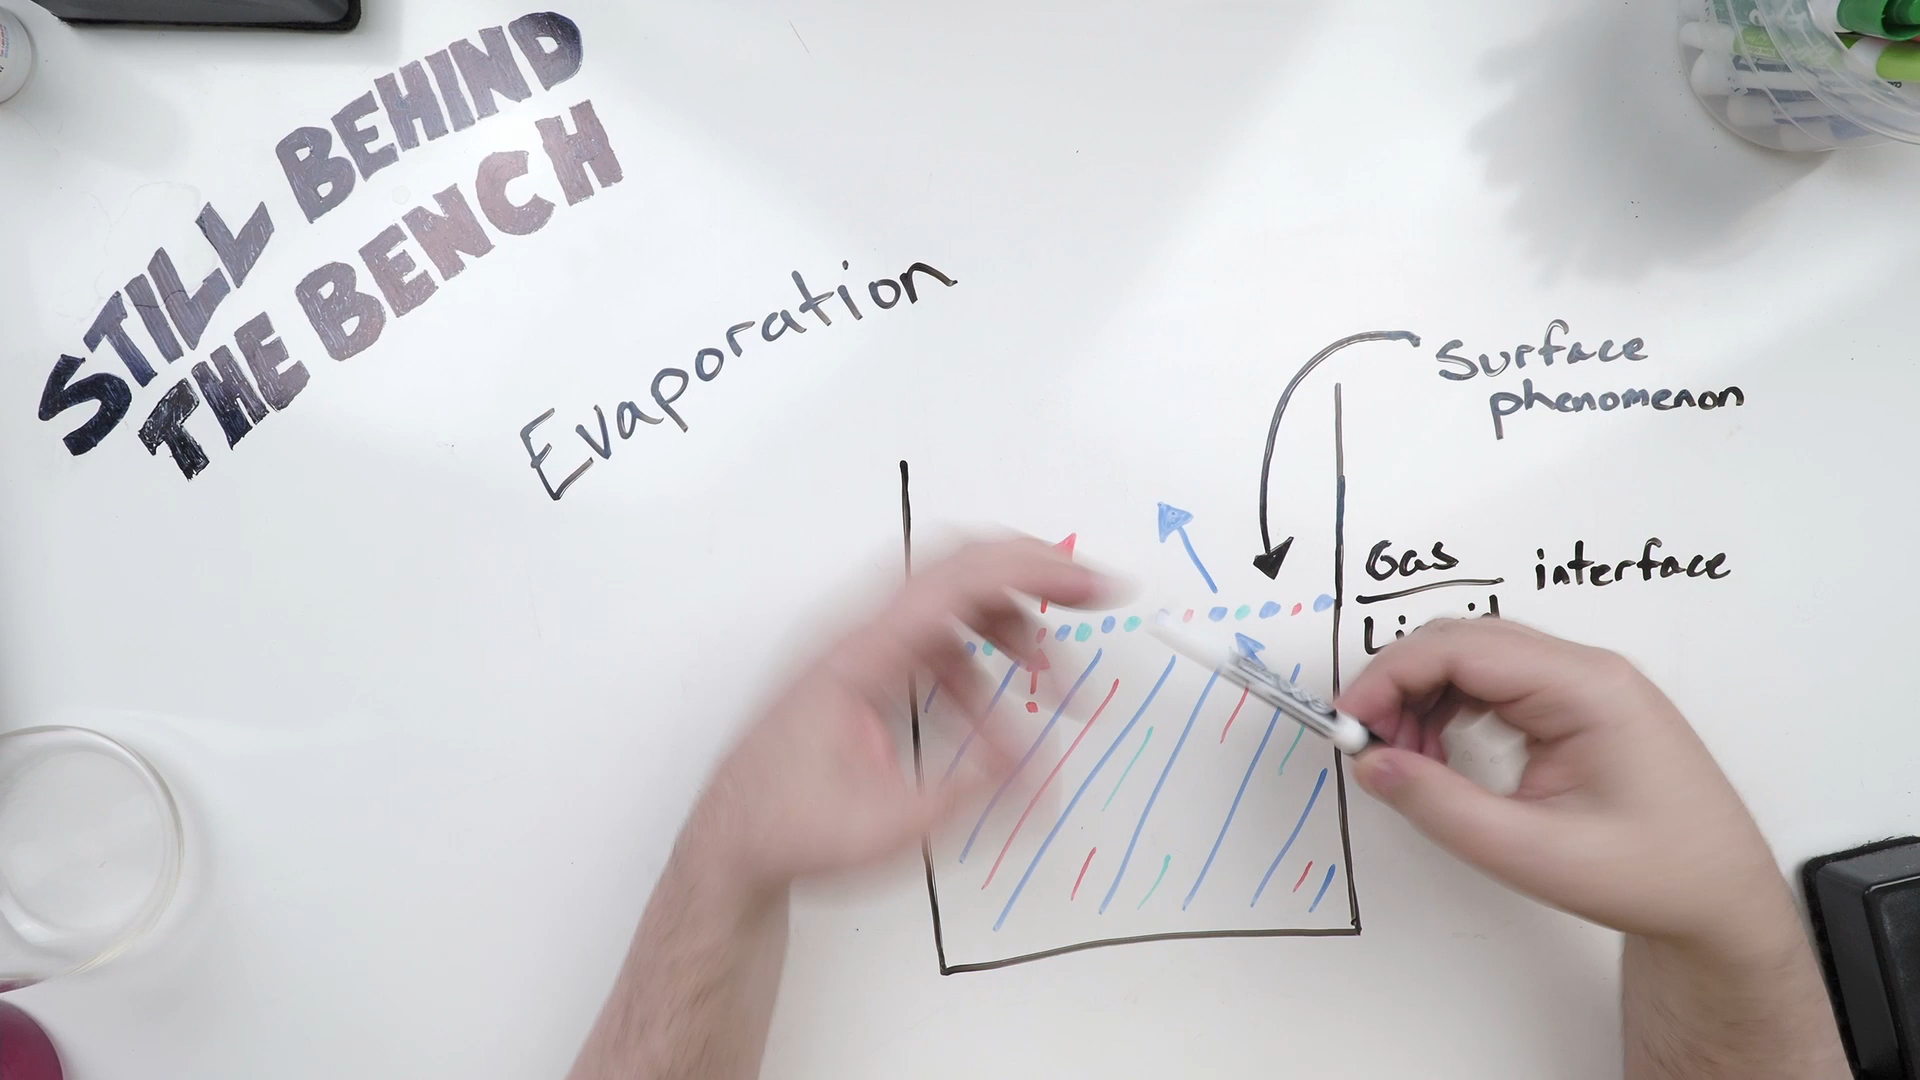 STILL BEHIND
THE BENCH
Evaporation
Surface
phenomenon
Gas
interface